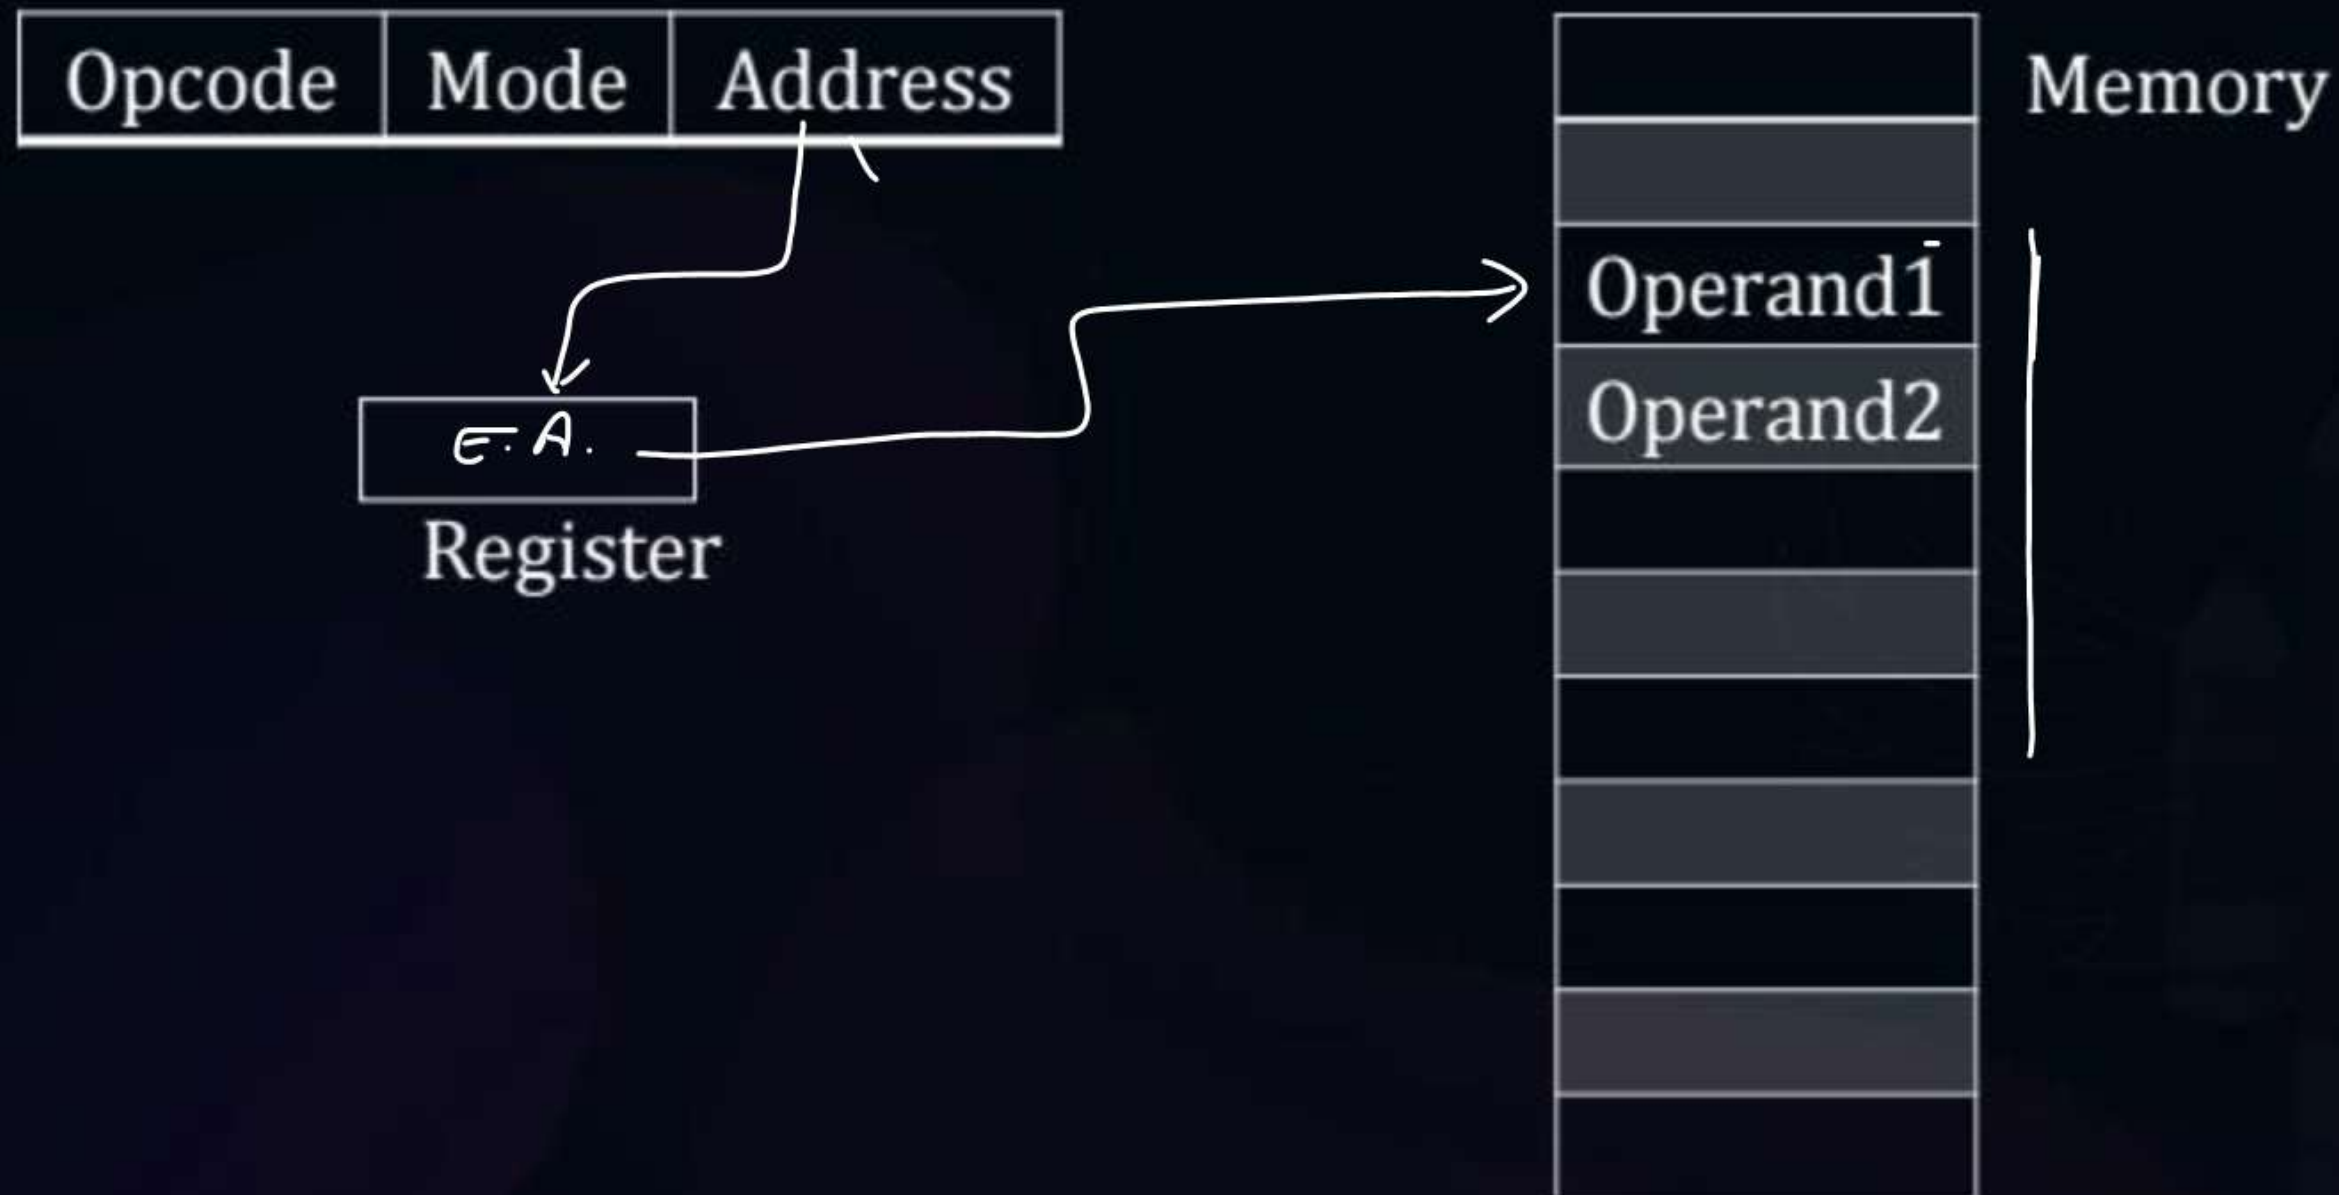 Opcode Mode Address
Memory
Operand1
Operand2
E.A.
Register